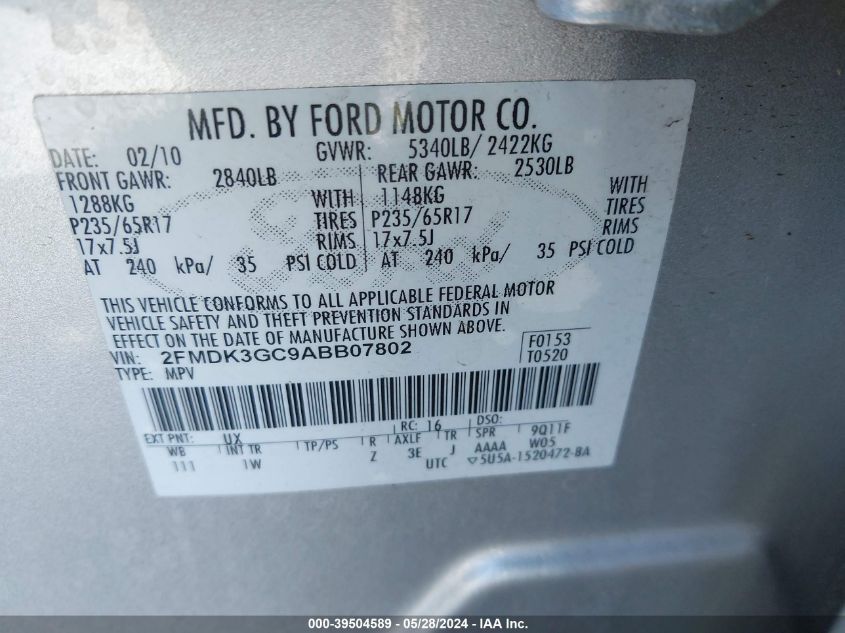 MFD. BY FORD MOTOR CO.
DATE: 02/10 GVWR: 5340LB/ 2422KG
FRONT GAWR: 2840LB REAR GAWR: 2530LB
1288KG WITH 1148KG WITH
P235/65R17 TIRES P235/65R17 TIRES
17x7.5J RIMS 17x7.5J RIMS
AT 240 kPa/ 35 PSI COLD AT 240 kPa/ 35 PSI COLD
THIS VEHICLE CONFORMS TO ALL APPLICABLE FEDERAL MOTOR
VEHICLE SAFETY AND THEFT PREVENTION STANDARDS IN
EFFECT ON THE DATE OF MANUFACTURE SHOWN ABOVE.
VIN: 2FMDK3GC9ABB07802 F0153
TYPE: MPV T0520
EXT PNT: UX RC: 16 DSO: 9Q11F
WB INT TR TP/PS R AXLE TR SPR W05
111 1W Z 3E J AAAA
UTC ▽5U5A-1520472-BA
000-39504589 - 05/28/2024 - IAA Inc.